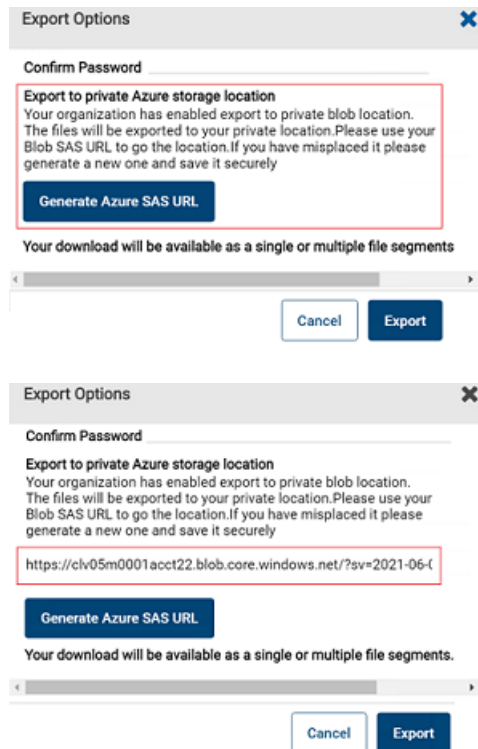 Export Options
Confirm Password
Export to private Azure storage location
Your organization has enabled export to private blob location.
The files will be exported to your private location.Please use your
Blob SAS URL to go the location.If you have misplaced it please
generate a new one and save it securely
Generate Azure SAS URL
Your download will be available as a single or multiple file segments
Cancel Export
Export Options
Confirm Password
Export to private Azure storage location
Your organization has enabled export to private blob location.
The files will be exported to your private location.Please use your
Blob SAS URL to go the location.If you have misplaced it please
generate a new one and save it securely
https://clv05m0001acct22.blob.core.windows.net/?sv=2021-06-(
Generate Azure SAS URL
Your download will be available as a single or multiple file segments.
Cancel Export